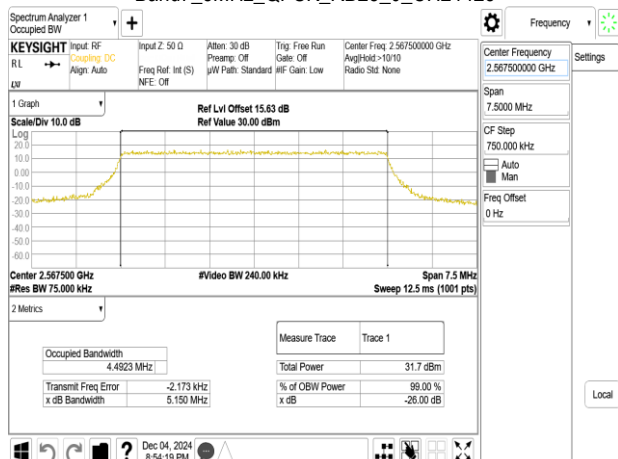 Spectrum Analyzer 1
Occupied BW
Frequency
KEYSIGHT
RL
LXI
Input: RF
Coupling: DC
Align: Auto
Input Z: 50 Ω
Freq Ref: Int (S)
NFE: Off
Atten: 30 dB
Preamp: Off
µW Path: Standard
Trig: Free Run
Gate: Off
#IF Gain: Low
Center Freq: 2.567500000 GHz
Avg|Hold:>10/10
Radio Std: None
Center Frequency
2.567500000 GHz
Settings
Span
7.5000 MHz
CF Step
750.000 kHz
Auto
Man
Freq Offset
0 Hz
1 Graph
Scale/Div 10.0 dB
Ref Lvl Offset 15.63 dB
Ref Value 30.00 dBm
Log
20.0
10.0
0.00
-10.0
-20.0
-30.0
-40.0
-50.0
-60.0
Center 2.567500 GHz
#Res BW 75.000 kHz
#Video BW 240.00 kHz
Span 7.5 MHz
Sweep 12.5 ms (1001 pts)
2 Metrics
Measure Trace Trace 1
Occupied Bandwidth
4.4923 MHz
Total Power 31.7 dBm
Transmit Freq Error -2.173 kHz
% of OBW Power 99.00 %
x dB Bandwidth 5.150 MHz
x dB -26.00 dB
Local
Dec 04, 2024
8:54:19 PM